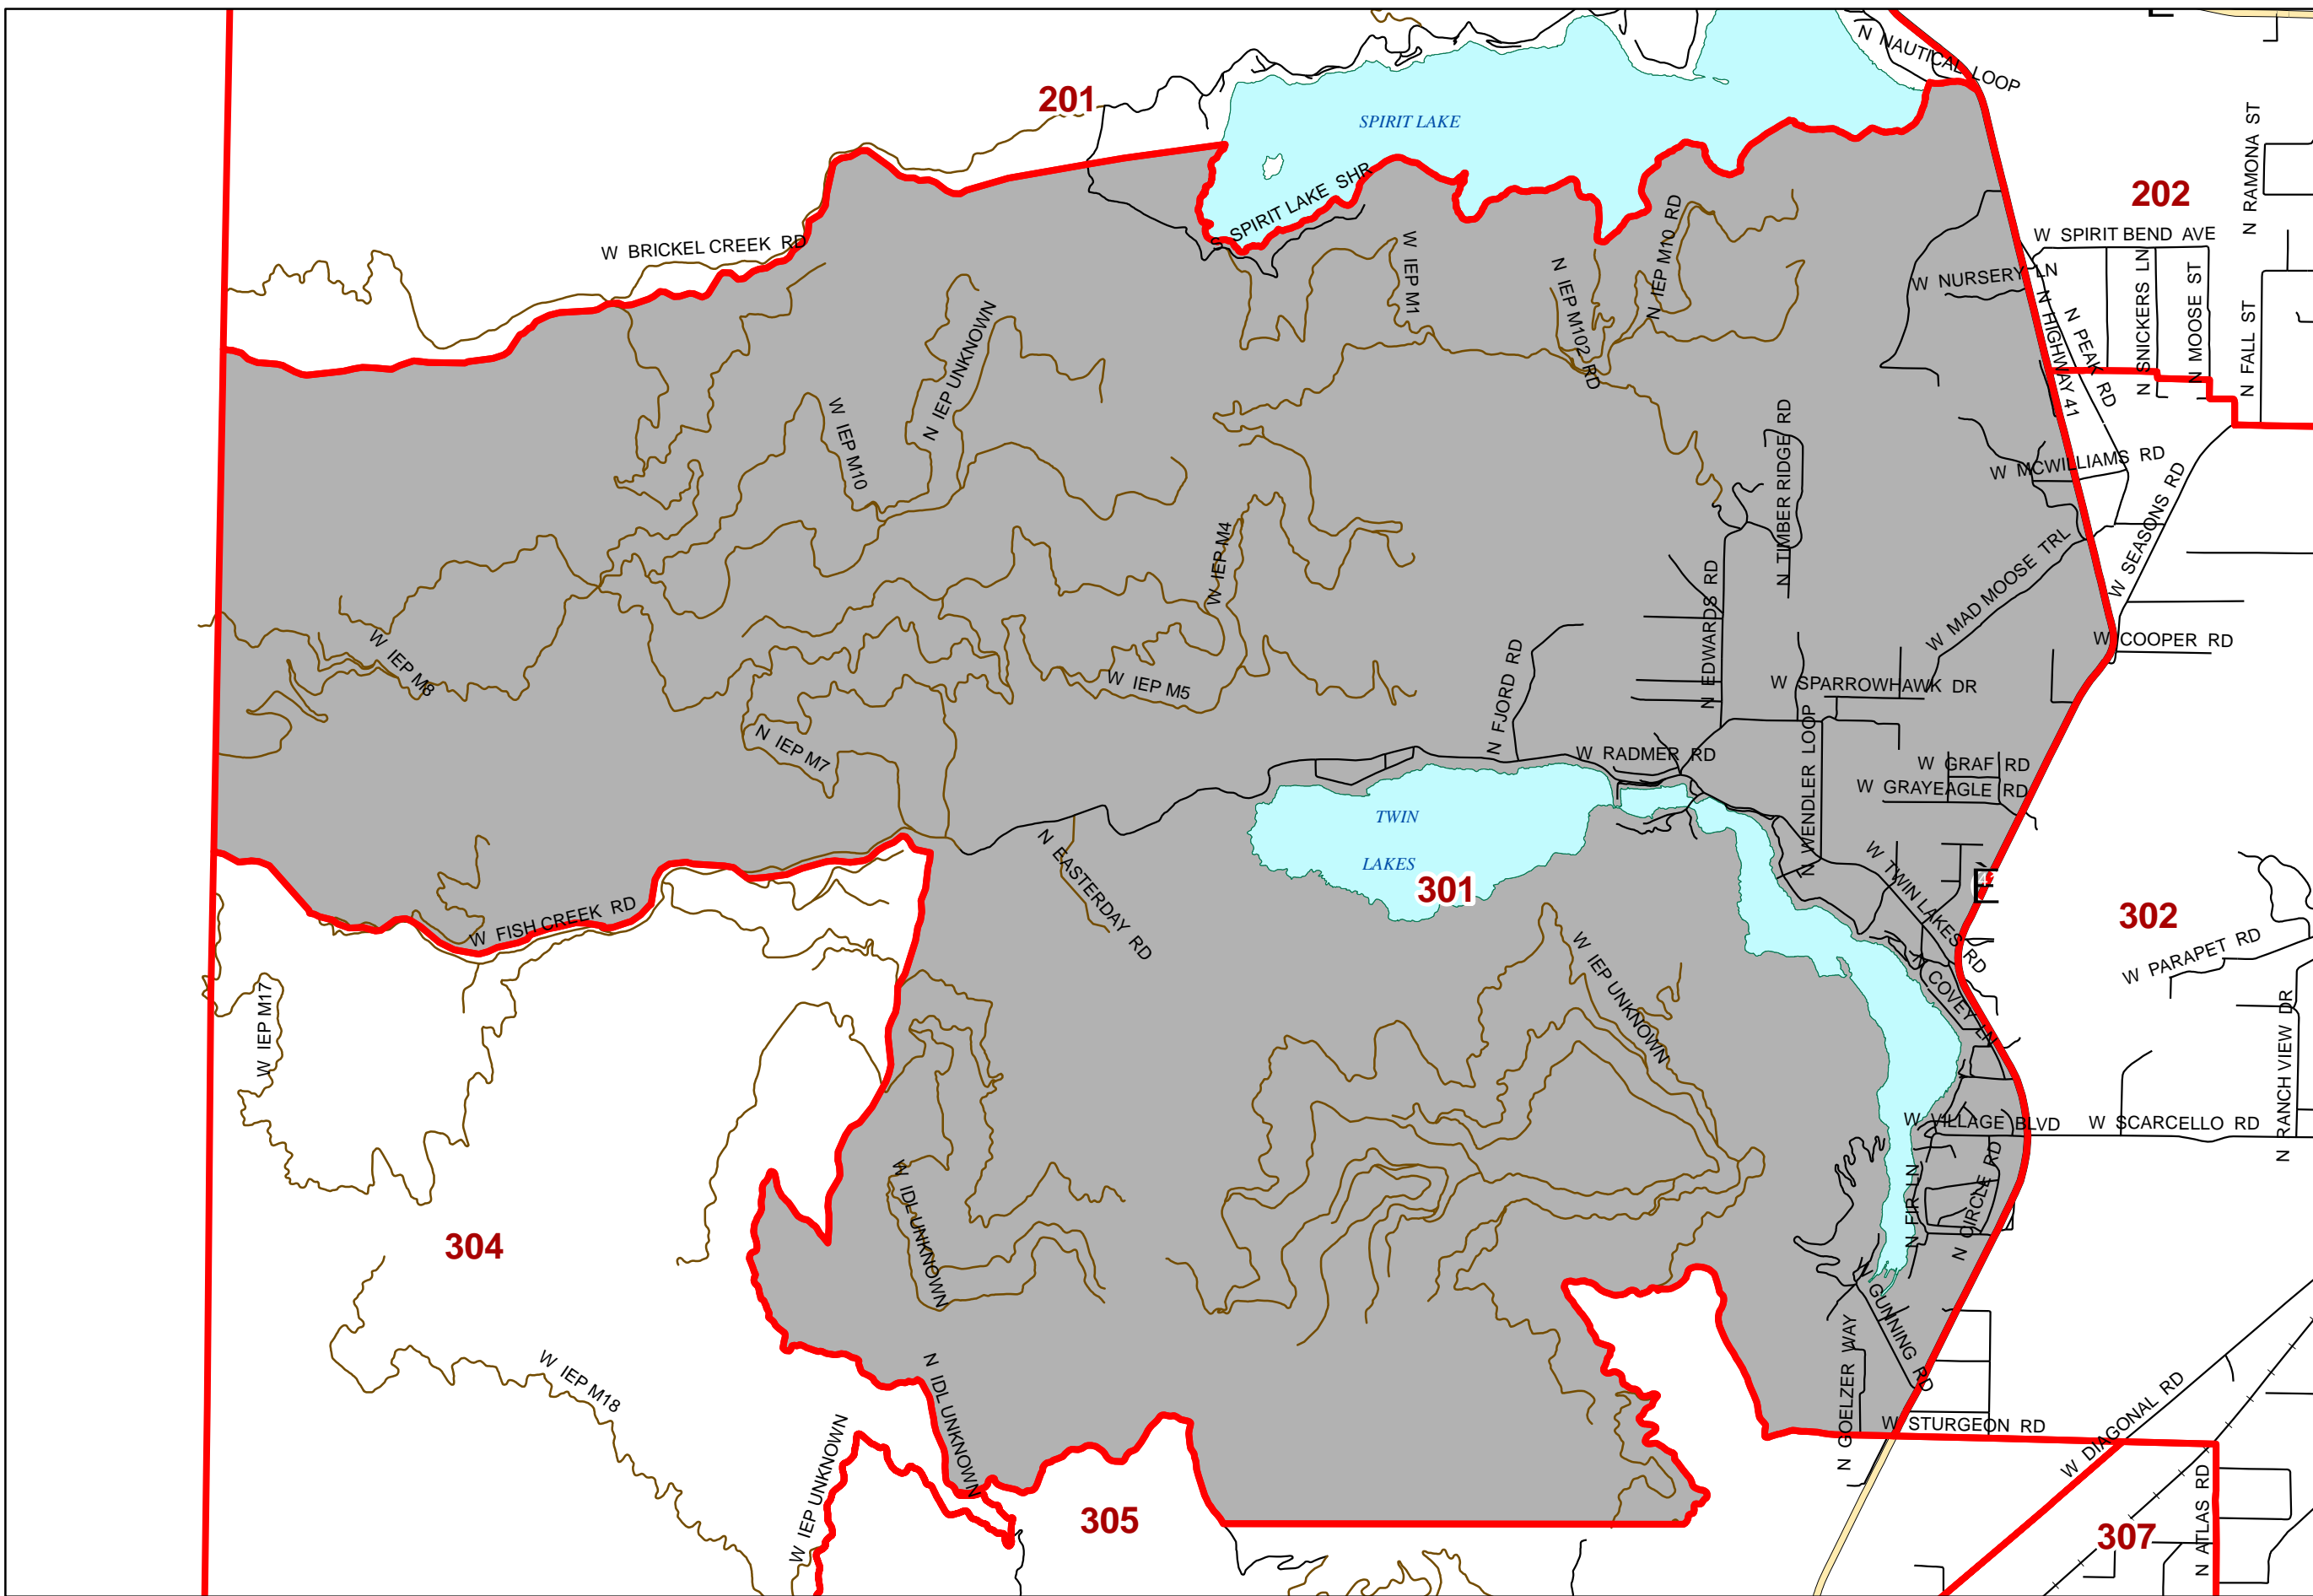 N NAUTICAL LOOP
201
SPIRIT LAKE
N RAMONA ST
S SPIRIT LAKE SHR
202
W SPIRIT BEND AVE
W BRICKEL CREEK RD
W IEP M1
N IEP M102 RD
N IEP M10 RD
W NURSERY LN
N HIGHWAY 41
N PEAK RD
N SNICKERS LN
N MOOSE ST
N FALL ST
N IEP UNKNOWN
W IEP M10
N TIMBER RIDGE RD
W MCWILLIAMS RD
W SEASONS RD
W IEP M4
W MAD MOOSE TRL
N EDWARDS RD
W COOPER RD
W IEP M8
W IEP M5
N FJORD RD
W SPARROWHAWK DR
N IEP M7
W RADMER RD
N WENDLER LOOP
W GRAF RD
W GRAYEAGLE RD
TWIN
LAKES
N EASTERDAY RD
301
W TWIN LAKES RD
302
W FISH CREEK RD
W PARAPET RD
W IEP UNKNOWN
N COVEY LN
W IEP M17
N RANCH VIEW DR
W VILLAGE BLVD
W SCARCELLO RD
W IDL UNKNOWN
N FIR LN
N CIRCLE RD
304
N GUNNING RD
W IEP M18
N IDL UNKNOWN
N GOELZER WAY
W STURGEON RD
W DIAGONAL RD
W IEP UNKNOWN
305
307
N ATLAS RD